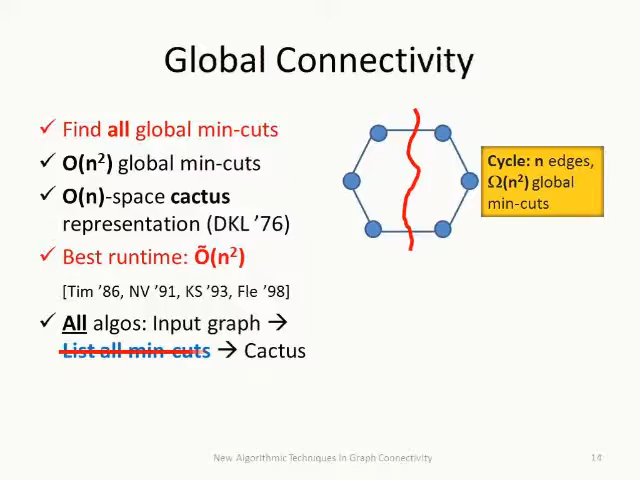 Global Connectivity
✓ Find all global min-cuts
✓ O(n²) global min-cuts
✓ O(n)-space cactus
representation (DKL ’76)
✓ Best runtime: Õ(n²)
[Tim ’86, NV ’91, KS ’93, Fle ’98]
✓ All algos: Input graph →
List all min-cuts → Cactus
Cycle: n edges,
Ω(n²) global
min-cuts
New Algorithmic Techniques in Graph Connectivity
14